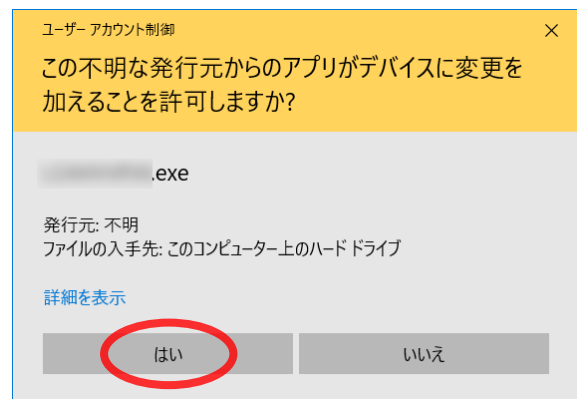 ユーザー アカウント制御
この不明な発行元からのアプリがデバイスに変更を
加えることを許可しますか?
.exe
発行元: 不明
ファイルの入手先: このコンピューター上のハード ドライブ
詳細を表示
はい
いいえ